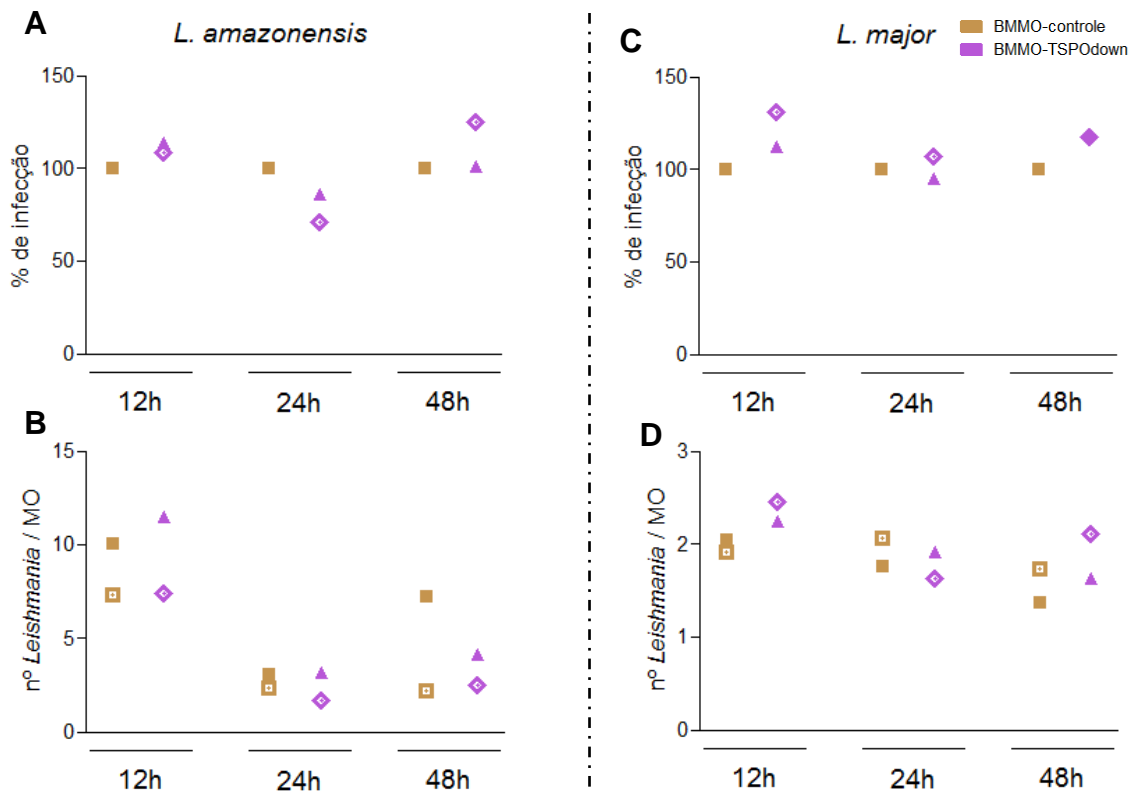 A
L. amazonensis
% de infecção
150
100
50
0
12h
24h
48h
B
nº Leishmania / MO
15
10
5
0
12h
24h
48h
C
L. major
BMMO-controle
BMMO-TSPOdown
% de infecção
150
100
50
0
12h
24h
48h
D
nº Leishmania / MO
3
2
1
0
12h
24h
48h